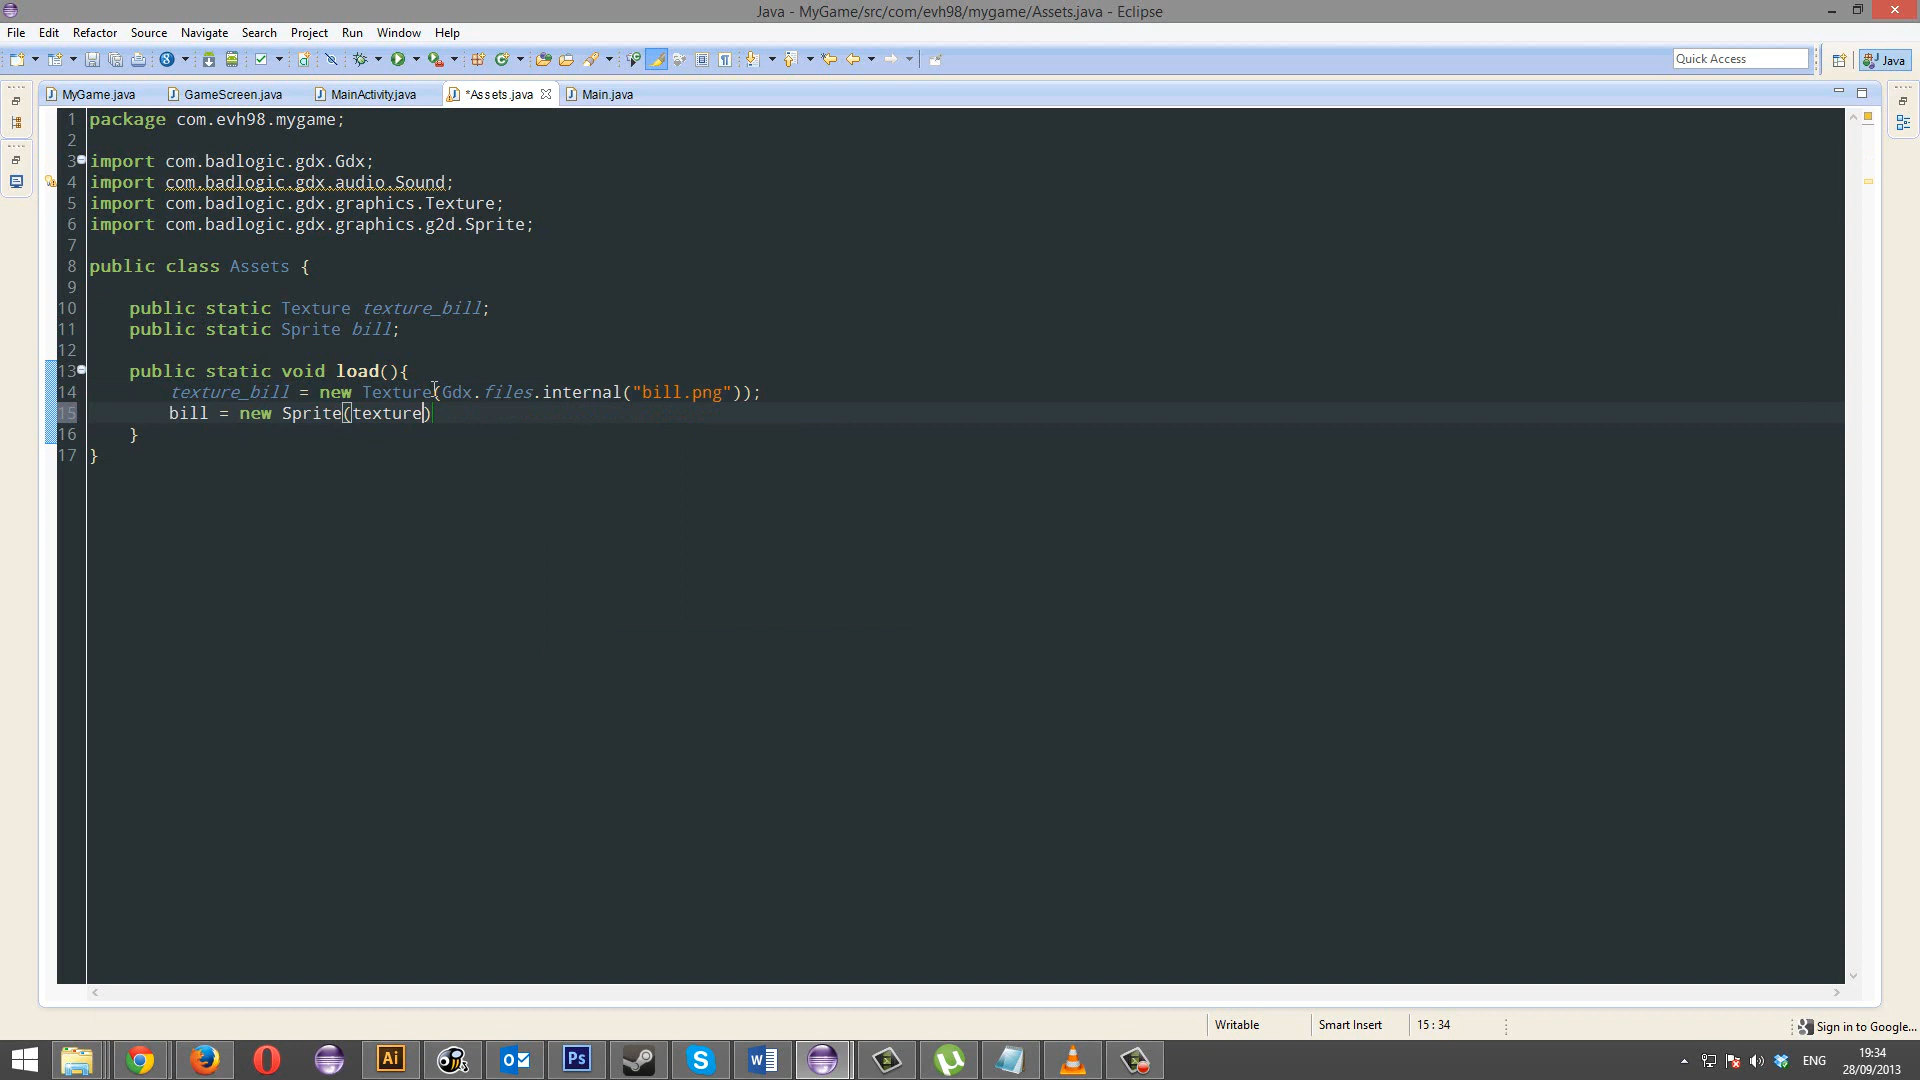 Java - MyGame/src/com/evh98/mygame/Assets.java - Eclipse
File Edit Refactor Source Navigate Search Project Run Window Help
Quick Access
Java
MyGame.java GameScreen.java MainActivity.java *Assets.java Main.java
1 package com.evh98.mygame;
2
3 import com.badlogic.gdx.Gdx;
4 import com.badlogic.gdx.audio.Sound;
5 import com.badlogic.gdx.graphics.Texture;
6 import com.badlogic.gdx.graphics.g2d.Sprite;
7
8 public class Assets {
9
10 public static Texture texture_bill;
11 public static Sprite bill;
12
13 public static void load(){
14 texture_bill = new Texture(Gdx.files.internal("bill.png"));
15 bill = new Sprite(texture)
16 }
17 }
Writable Smart Insert 15 : 34
Sign in to Google...
Ai Ps
ENG
19:34
28/09/2013